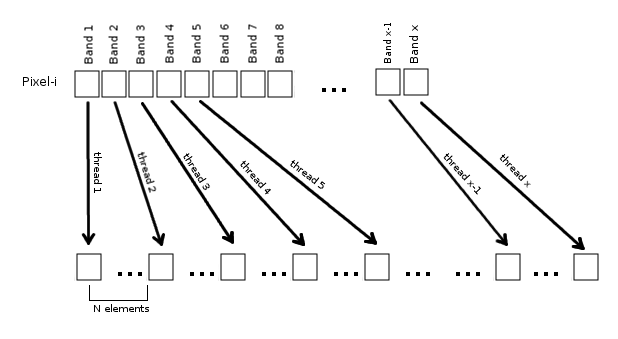 Band 1
Band 2
Band 3
Band 4
Band 5
Band 6
Band 7
Band 8
Band x-1
Band x
Pixel-i
...
thread 1
thread 2
thread 3
thread 4
thread 5
thread x-1
thread x
... ... ... ... ... ... ...
N elements